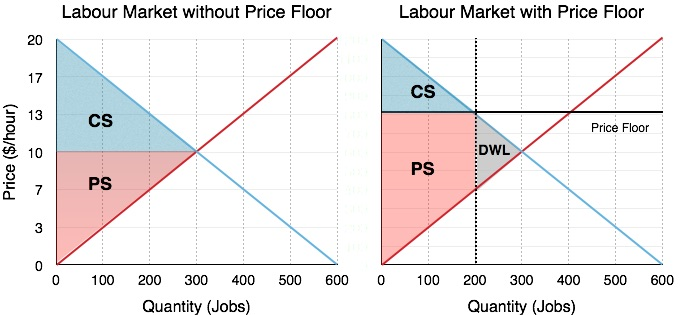 Labour Market without Price Floor
Labour Market with Price Floor
Price ($/hour)
20
17
13
10
7
3
0
CS
PS
0 100 200 300 400 500 600
Quantity (Jobs)
CS
PS
DWL
Price Floor
0 100 200 300 400 500 600
Quantity (Jobs)